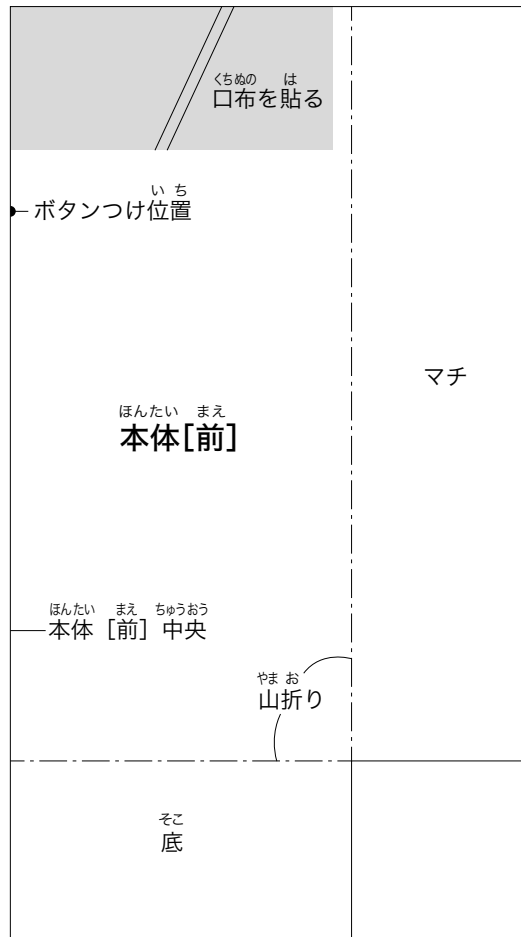 くちぬの は
口布を貼る
いち
ボタンつけ位置
マチ
ほんたい まえ
本体[前]
ほんたい まえ ちゅうおう
本体［前］中央
やま お
山折り
そこ
底